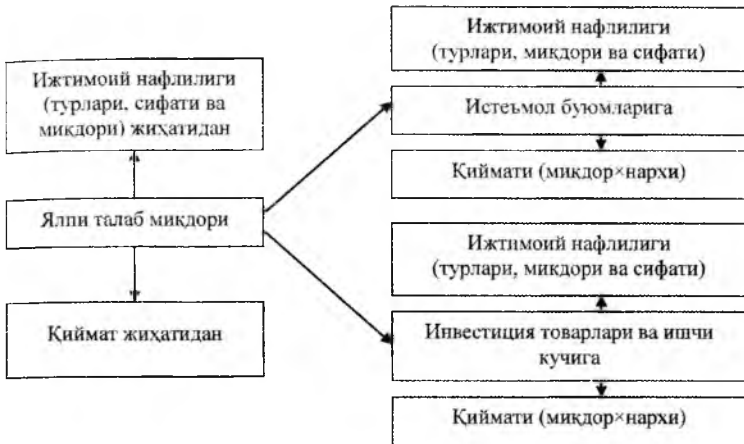 Ижтимоий нафлилиги
(турлари, сифати ва
миқдори) жиҳатидан
Ялпи талаб миқдори
Қиймат жиҳатидан
Ижтимоий нафлилиги
(турлари, миқдори ва сифати)
Истеъмол буюмларига
Қиймати (миқдор×нархи)
Ижтимоий нафлилиги
(турлари, миқдори ва сифати)
Инвестиция товарлари ва ишчи
кучига
Қиймати (миқдор×нархи)